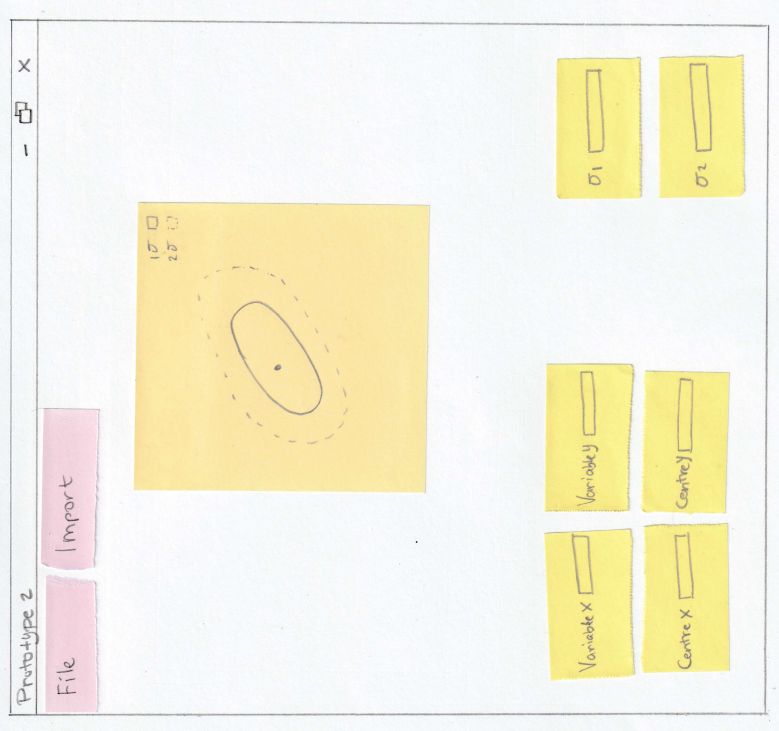 Prototype 2 - x
File Import
1σ
2σ
Variable x Variable y σ1
Centre x Centre y σ2